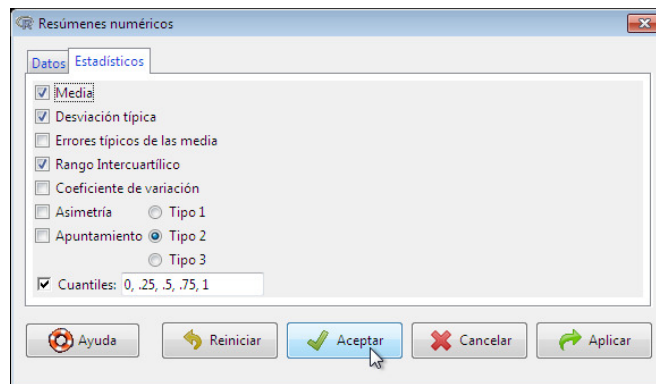 Resúmenes numéricos
Datos Estadísticos
Media
Desviación típica
Errores típicos de las media
Rango Intercuartílico
Coeficiente de variación
Asimetría Tipo 1
Apuntamiento Tipo 2
Tipo 3
Cuantiles: 0, .25, .5, .75, 1
Ayuda Reiniciar Aceptar Cancelar Aplicar